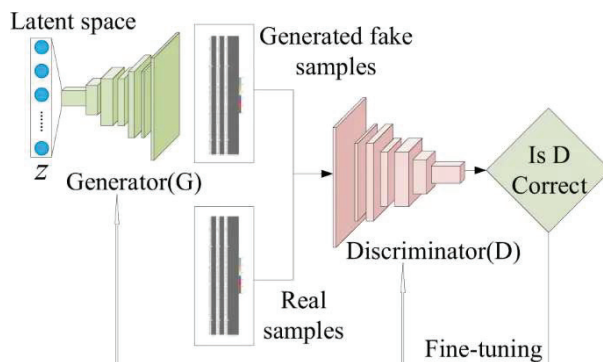 Latent space
z
Generator(G)
Generated fake
samples
Real
samples
Discriminator(D)
Is D
Correct
Fine-tuning